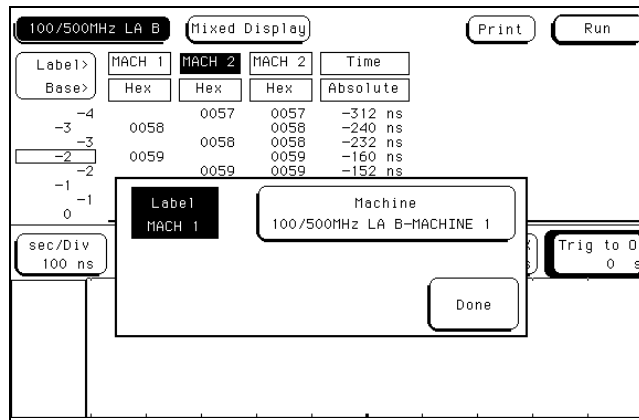 100/500MHz LA B Mixed Display Print Run
Label> MACH 1 MACH 2 MACH 2 Time
Base> Hex Hex Hex Absolute
-4 0057 0057 -312 ns
-3 0058 0058 -240 ns
-3 0058 0058 -232 ns
-2 0059 0059 -160 ns
-2 0059 0059 -152 ns
-1
-1
0
Label
MACH 1
Machine
100/500MHz LA B-MACHINE 1
Done
sec/Div
100 ns
Trig to O
0 s